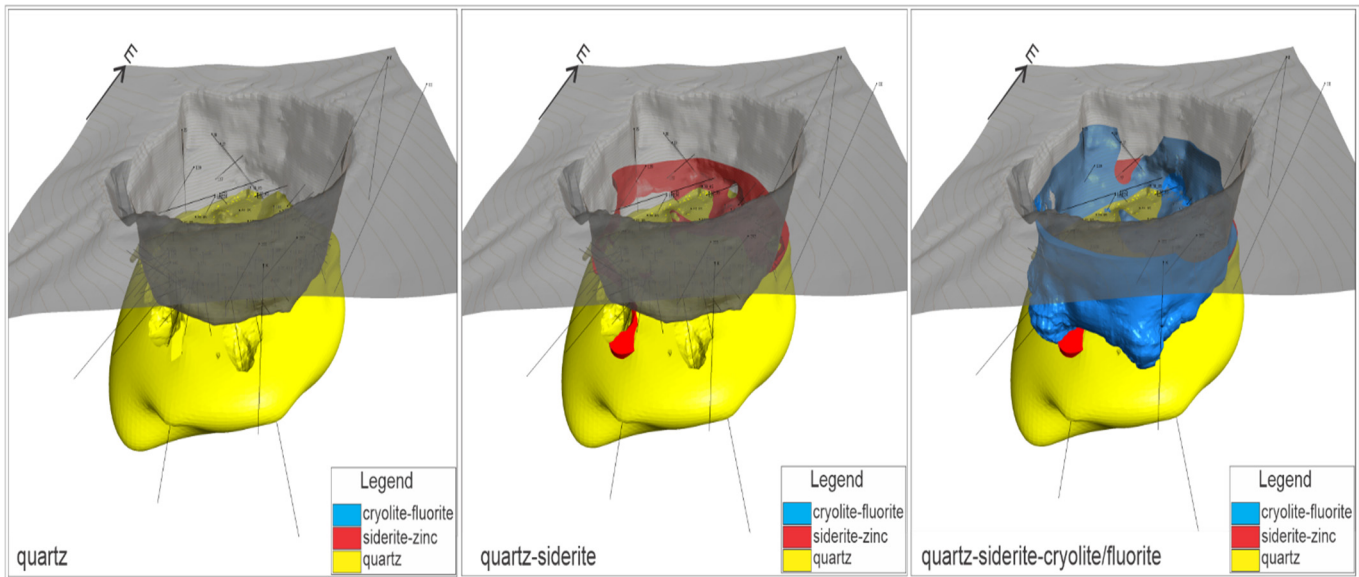 E
Legend
cryolite-fluorite
siderite-zinc
quartz
quartz
E
Legend
cryolite-fluorite
siderite-zinc
quartz
quartz-siderite
E
Legend
cryolite-fluorite
siderite-zinc
quartz
quartz-siderite-cryolite/fluorite